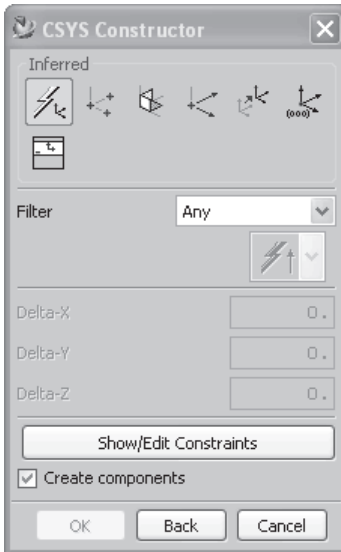 CSYS Constructor
Inferred
(000)
Filter Any
Delta-X 0.
Delta-Y 0.
Delta-Z 0.
Show/Edit Constraints
Create components
OK Back Cancel